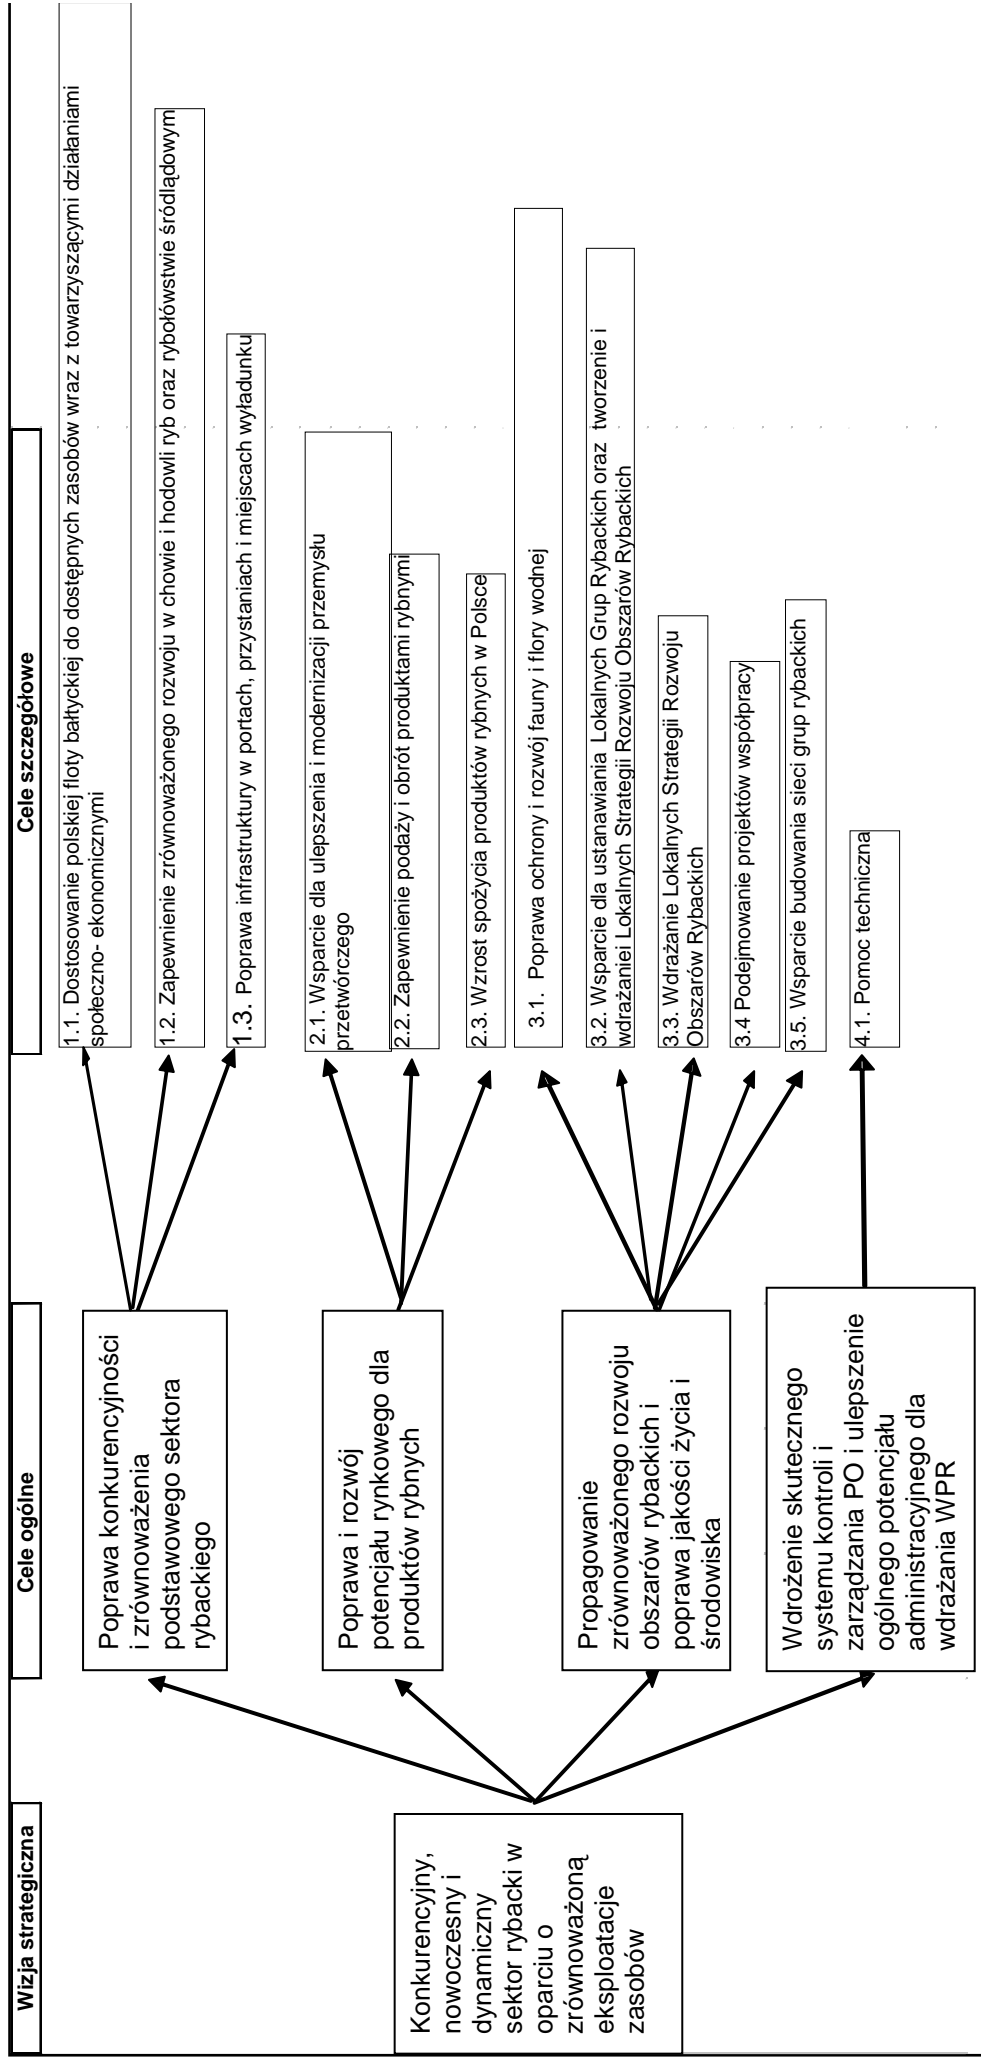 Wizja strategiczna
Cele ogólne
Cele szczegółowe
Konkurencyjny,
nowoczesny i
dynamiczny
sektor rybacki w
oparciu o
zrównoważoną
eksploatacje
zasobów
Poprawa konkurencyjności
i zrównoważenia
podstawowego sektora
rybackiego
Poprawa i rozwój
potencjału rynkowego dla
produktów rybnych
Propagowanie
zrównoważonego rozwoju
obszarów rybackich i
poprawa jakości życia i
środowiska
Wdrożenie skutecznego
systemu kontroli i
zarządzania PO i ulepszenie
ogólnego potencjału
administracyjnego dla
wdrażania WPR
1.1. Dostosowanie polskiej floty bałtyckiej do dostępnych zasobów wraz z towarzyszącymi działaniami
społeczno- ekonomicznymi
1.2. Zapewnienie zrównoważonego rozwoju w chowie i hodowli ryb oraz rybołówstwie śródlądowym
1.3. Poprawa infrastruktury w portach, przystaniach i miejscach wyładunku
2.1. Wsparcie dla ulepszenia i modernizacji przemysłu
przetwórczego
2.2. Zapewnienie podaży i obrót produktami rybnymi
2.3. Wzrost spożycia produktów rybnych w Polsce
3.1. Poprawa ochrony i rozwój fauny i flory wodnej
3.2. Wsparcie dla ustanawiania Lokalnych Grup Rybackich oraz tworzenie i
wdrażaniei Lokalnych Strategii Rozwoju Obszarów Rybackich
3.3. Wdrażanie Lokalnych Strategii Rozwoju
Obszarów Rybackich
3.4 Podejmowanie projektów współpracy
3.5. Wsparcie budowania sieci grup rybackich
4.1. Pomoc techniczna